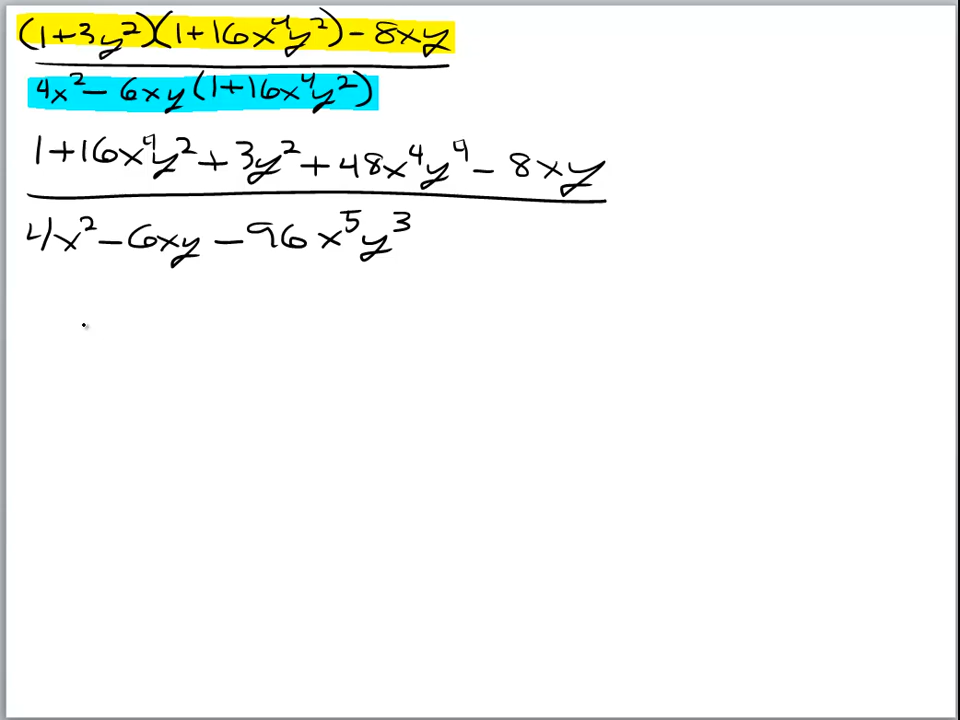 (1+3y²)(1+16x⁴y²) - 8xy
4x² - 6xy(1+16x⁴y²)
1+16x⁴y² + 3y² + 48x⁴y⁴ - 8xy
4x² - 6xy - 96x⁵y³